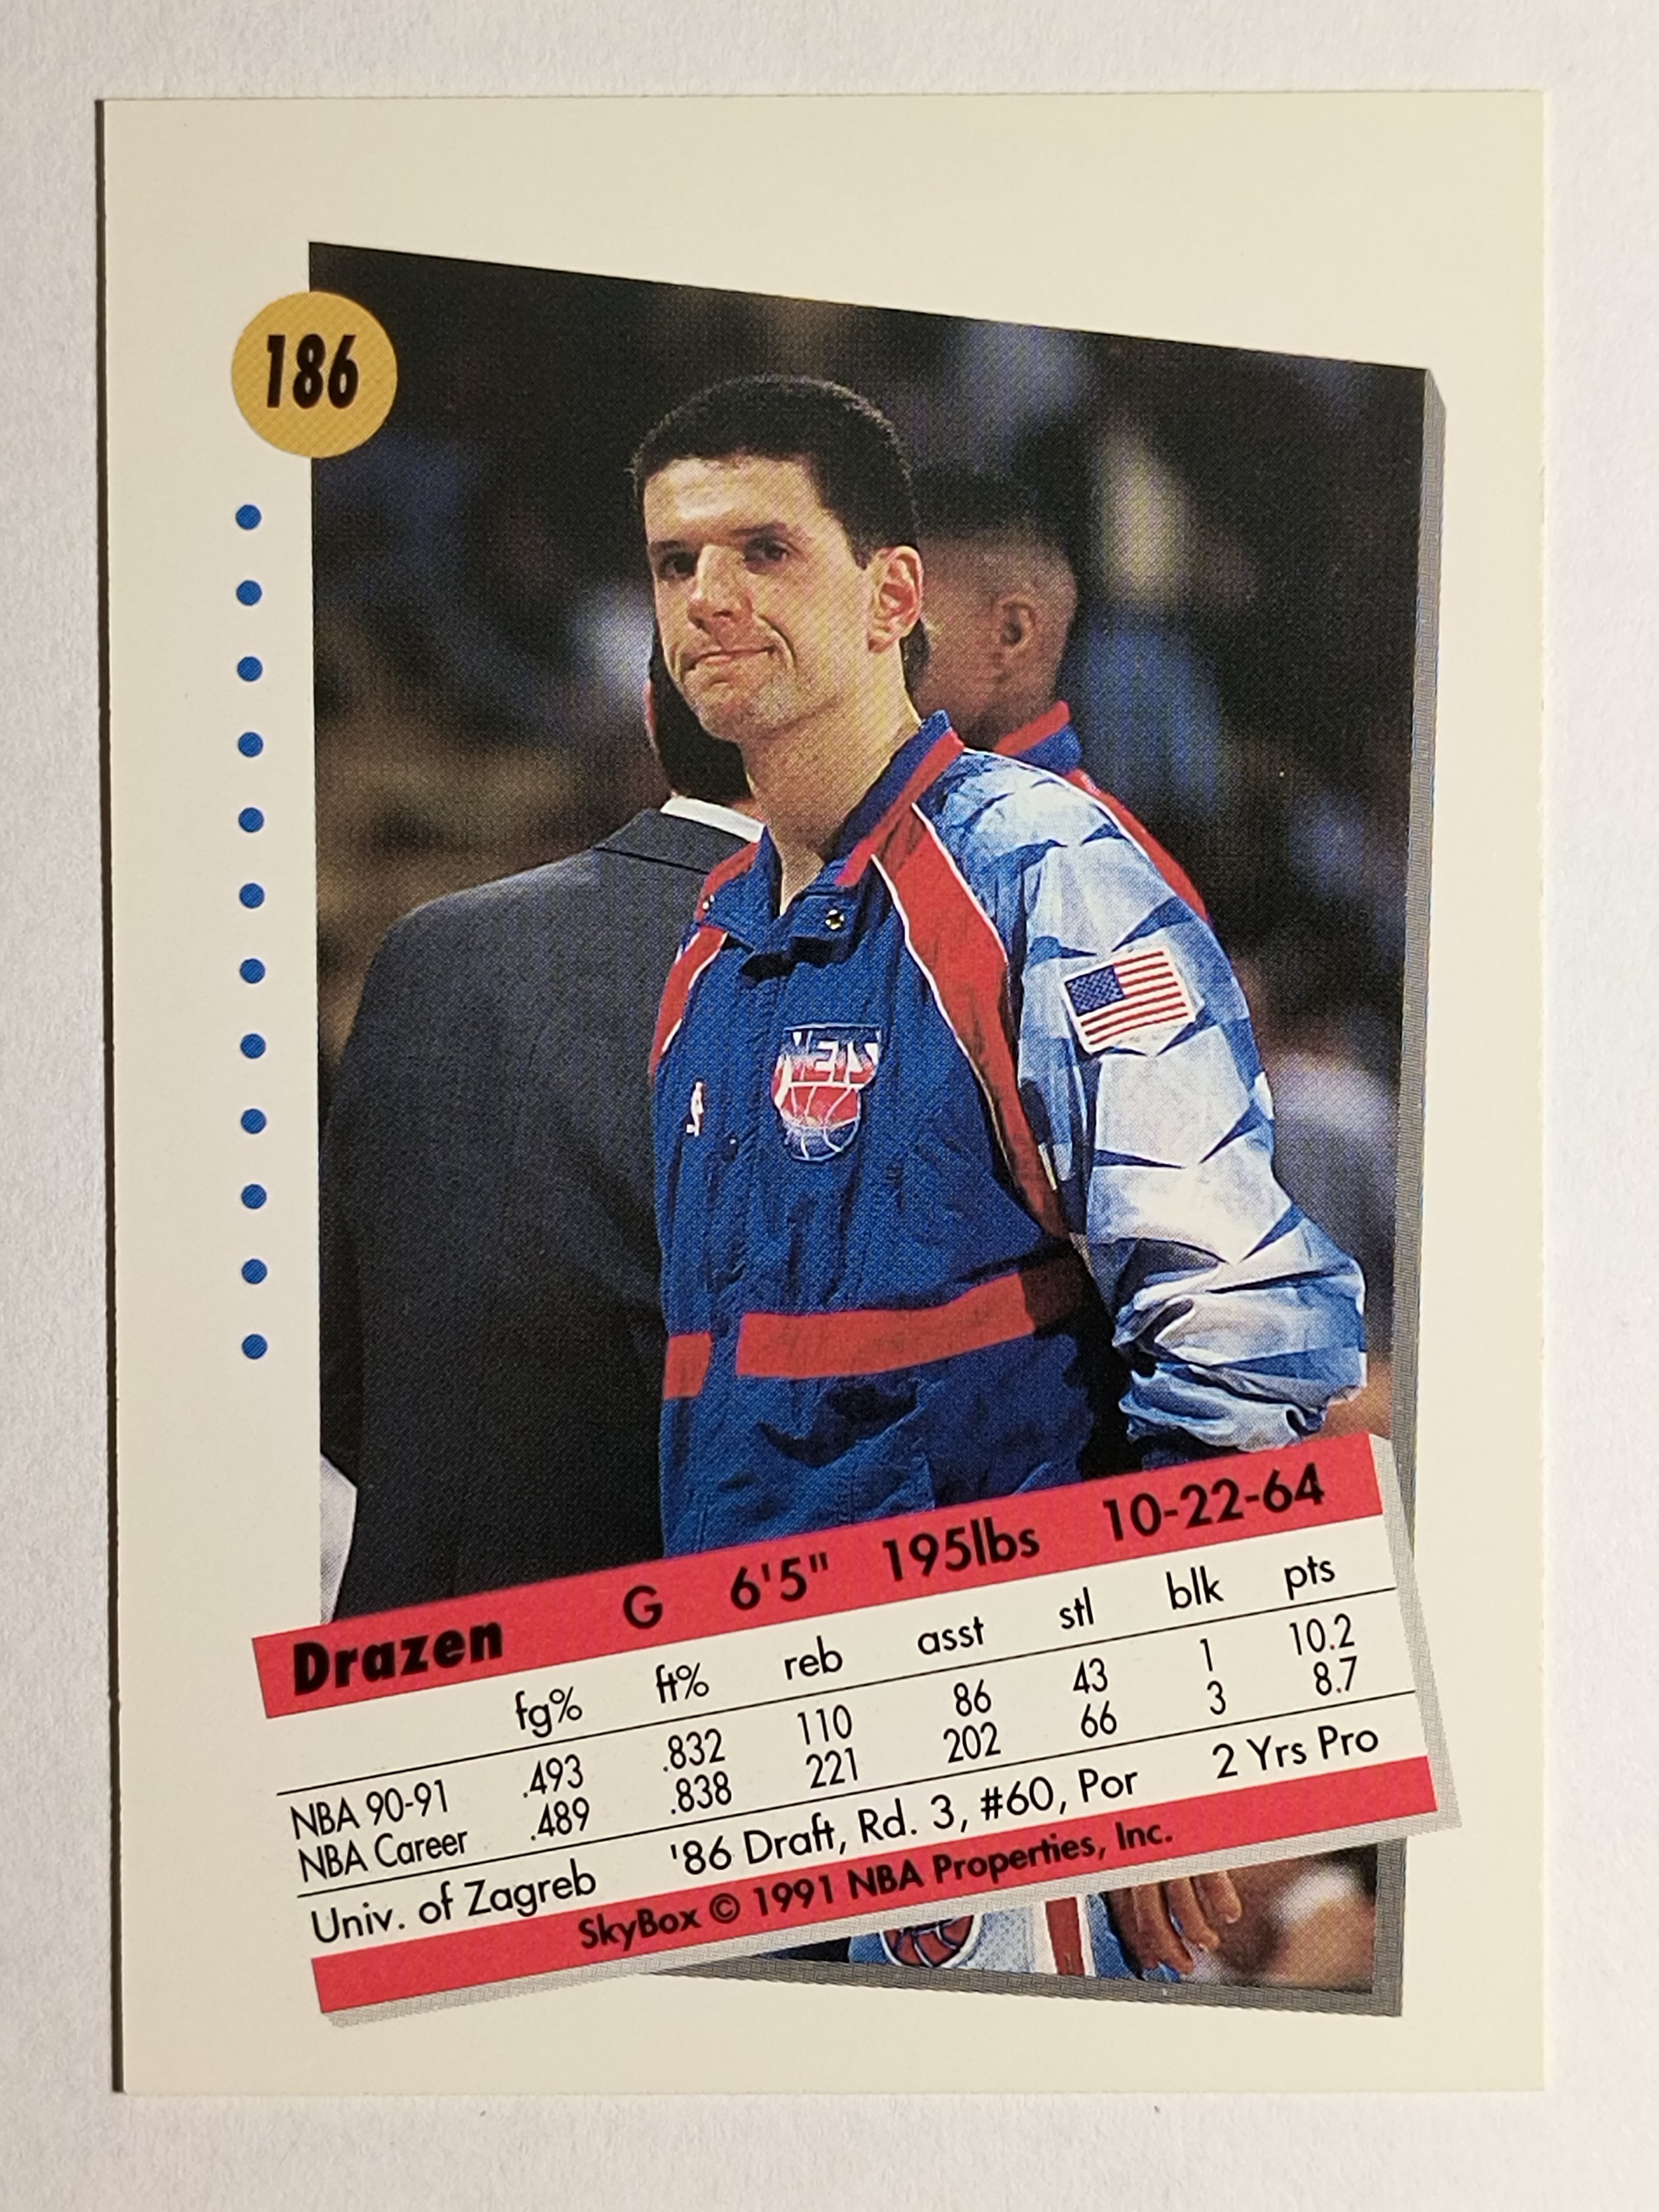 186
NETS
Drazen G 6'5" 195lbs 10-22-64
fg% ft% reb asst stl blk pts
NBA 90-91 .493 .832 110 86 43 1 10.2
NBA Career .489 .838 221 202 66 3 8.7
Univ. of Zagreb '86 Draft, Rd. 3, #60, Por 2 Yrs Pro
SkyBox © 1991 NBA Properties, Inc.